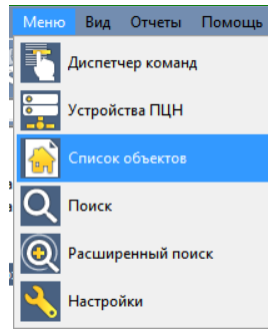 Меню Вид Отчеты Помощь
Диспетчер команд
Устройства ПЦН
Список объектов
Поиск
Расширенный поиск
Настройки